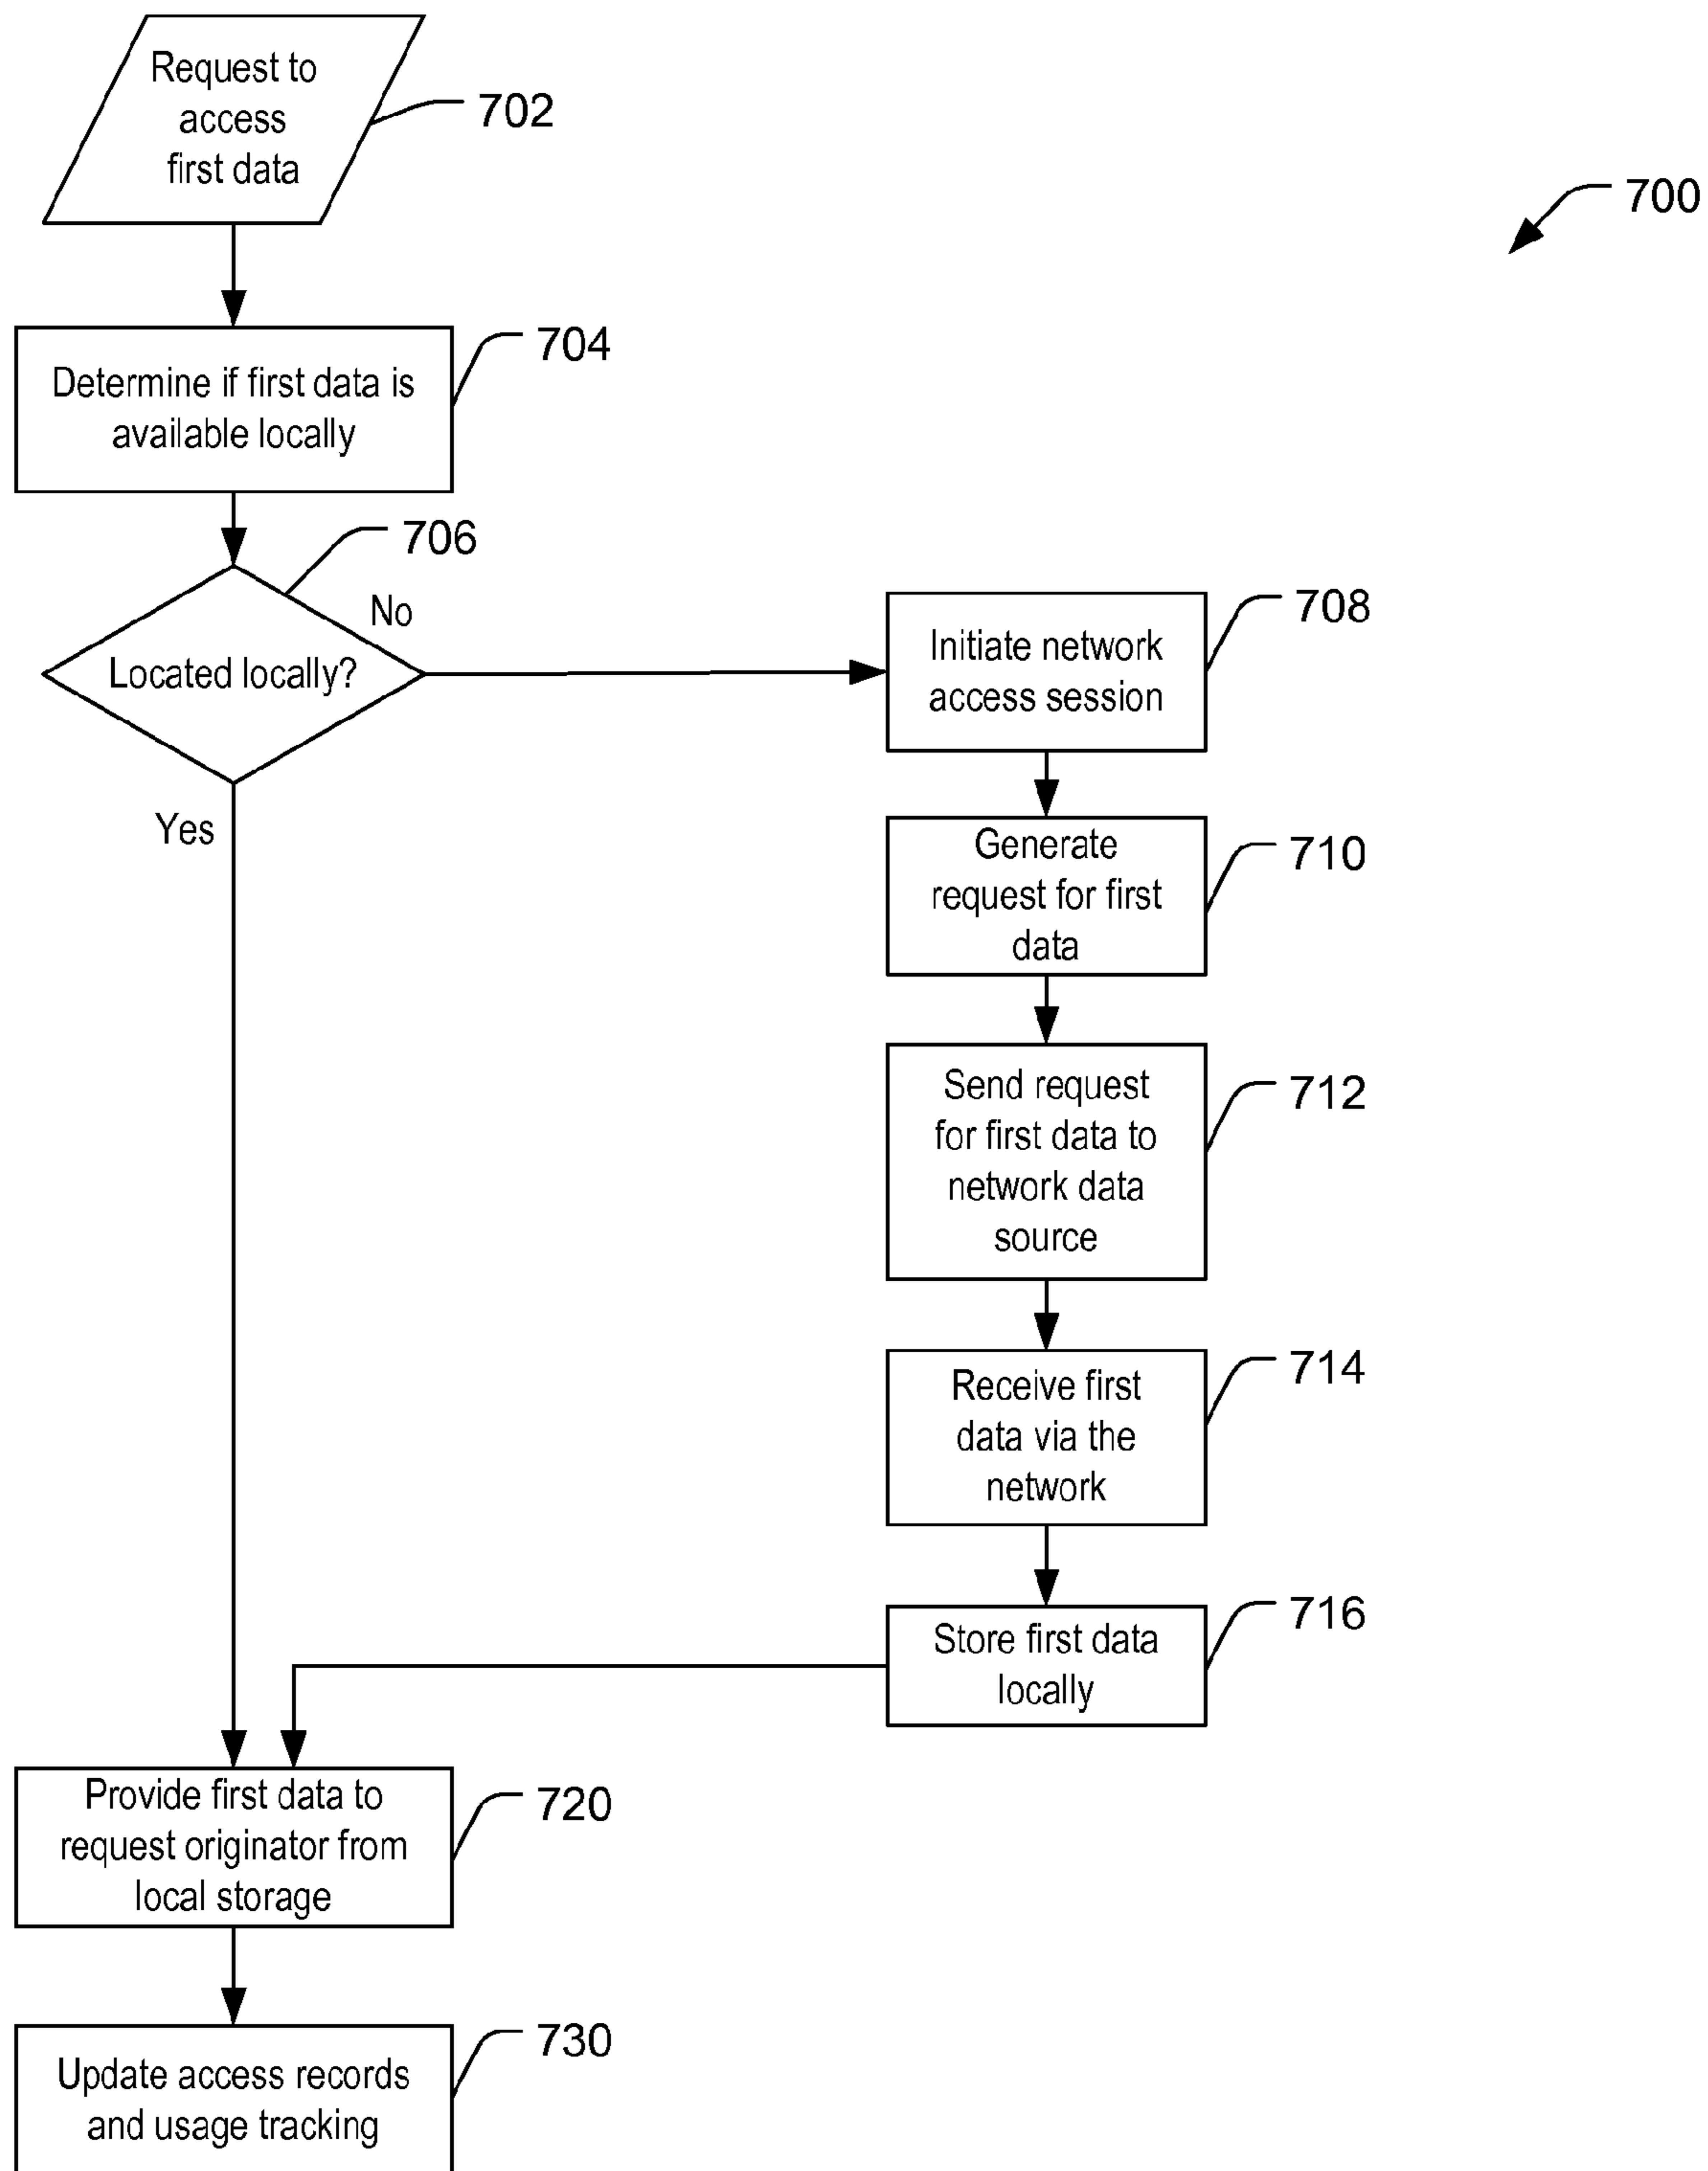 Request to
access
first data
702
700
Determine if first data is
available locally
704
706
No
Located locally?
Yes
Initiate network
access session
708
Generate
request for first
data
710
Send request
for first data to
network data
source
712
Receive first
data via the
network
714
Store first data
locally
716
Provide first data to
request originator from
local storage
720
Update access records
and usage tracking
730